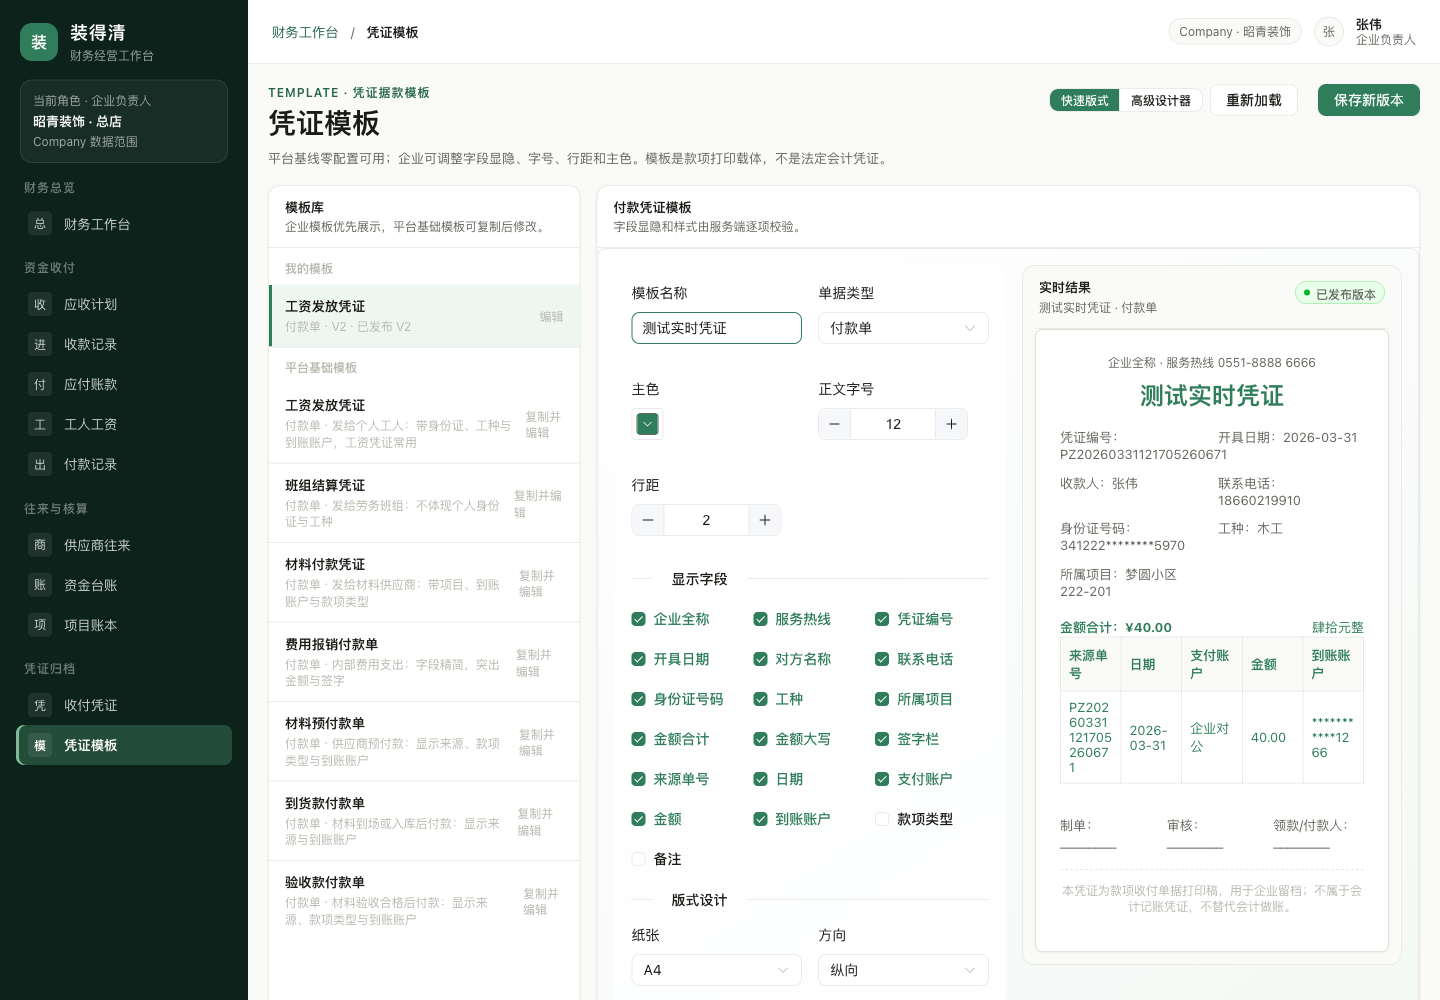 装
装得清
财务经营工作台
当前角色 · 企业负责人
昭青装饰 · 总店
Company 数据范围
财务总览
总 财务工作台
资金收付
收 应收计划
进 收款记录
付 应付账款
工 工人工资
出 付款记录
往来与核算
商 供应商往来
账 资金台账
项 项目账本
凭证归档
凭 收付凭证
模 凭证模板
财务工作台 / 凭证模板
Company · 昭青装饰
张
张伟
企业负责人
TEMPLATE · 凭证据款模板
凭证模板
平台基线零配置可用；企业可调整字段显隐、字号、行距和主色。模板是款项打印载体，不是法定会计凭证。
快速版式 高级设计器 重新加载 保存新版本
模板库
企业模板优先展示，平台基础模板可复制后修改。
我的模板
工资发放凭证
付款单 · V2 · 已发布 V2
编辑
平台基础模板
工资发放凭证
付款单 · 发给个人工人：带身份证、工种与
到账账户，工资凭证常用
复制并
编辑
班组结算凭证
付款单 · 发给劳务班组：不体现个人身份
证与工种
复制并编
辑
材料付款凭证
付款单 · 发给材料供应商：带项目、到账
账户与款项类型
复制并
编辑
费用报销付款单
付款单 · 内部费用支出：字段精简，突出
金额与签字
复制并
编辑
材料预付款单
付款单 · 供应商预付款：显示来源、款项
类型与到账账户
复制并
编辑
到货款付款单
付款单 · 材料到场或入库后付款：显示来
源与到账账户
复制并
编辑
验收款付款单
付款单 · 材料验收合格后付款：显示来
源、款项类型与到账账户
复制并
编辑
付款凭证模板
字段显隐和样式由服务端逐项校验。
模板名称 单据类型
测试实时凭证 付款单
主色 正文字号
12
行距
2
显示字段
企业全称 服务热线 凭证编号
开具日期 对方名称 联系电话
身份证号码 工种 所属项目
金额合计 金额大写 签字栏
来源单号 日期 支付账户
金额 到账账户 款项类型
备注
版式设计
纸张 方向
A4 纵向
实时结果
测试实时凭证 · 付款单
已发布版本
企业全称 · 服务热线 0551-8888 6666
测试实时凭证
凭证编号：
PZ20260331121705260671
开具日期：2026-03-31
收款人：张伟
联系电话：
18660219910
身份证号码：
341222********5970
工种：木工
所属项目：梦圆小区
222-201
金额合计：¥40.00 肆拾元整
来源单
号
日期
支付账
户
金额
到账账
户
PZ202
60331
121705
26067
1
2026-
03-31
企业对
公
40.00
*******
****12
66
制单： 审核： 领款/付款人：
本凭证为款项收付单据打印稿，用于企业留档；不属于会
计记账凭证，不替代会计做账。